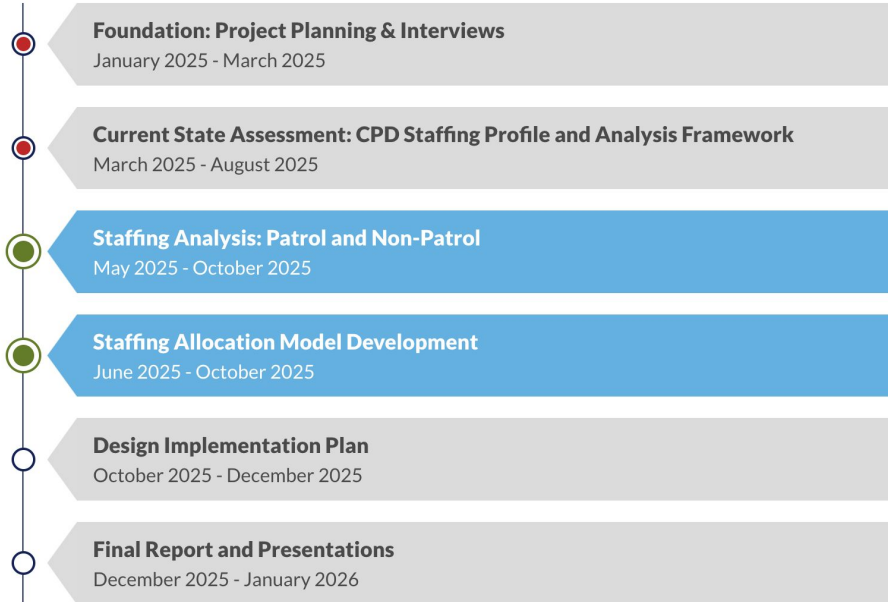 Foundation: Project Planning & Interviews
January 2025 - March 2025
Current State Assessment: CPD Staffing Profile and Analysis Framework
March 2025 - August 2025
Staffing Analysis: Patrol and Non-Patrol
May 2025 - October 2025
Staffing Allocation Model Development
June 2025 - October 2025
Design Implementation Plan
October 2025 - December 2025
Final Report and Presentations
December 2025 - January 2026